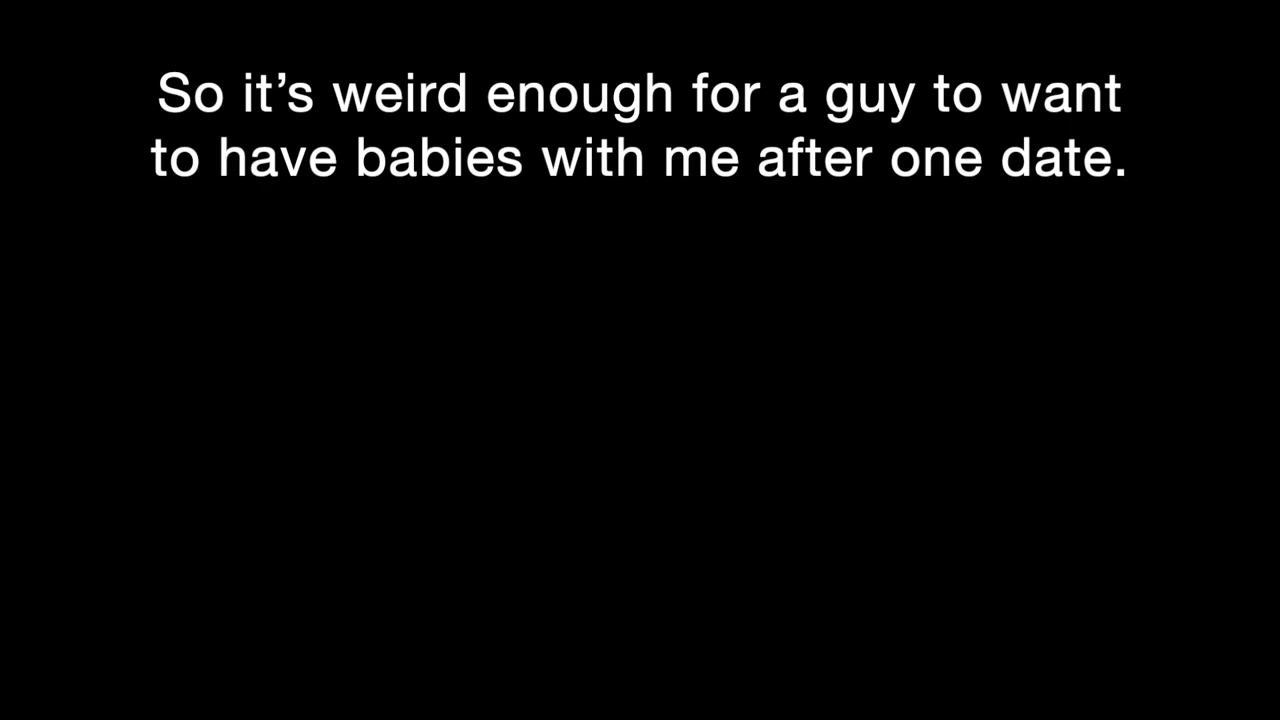 So it’s weird enough for a guy to want
to have babies with me after one date.